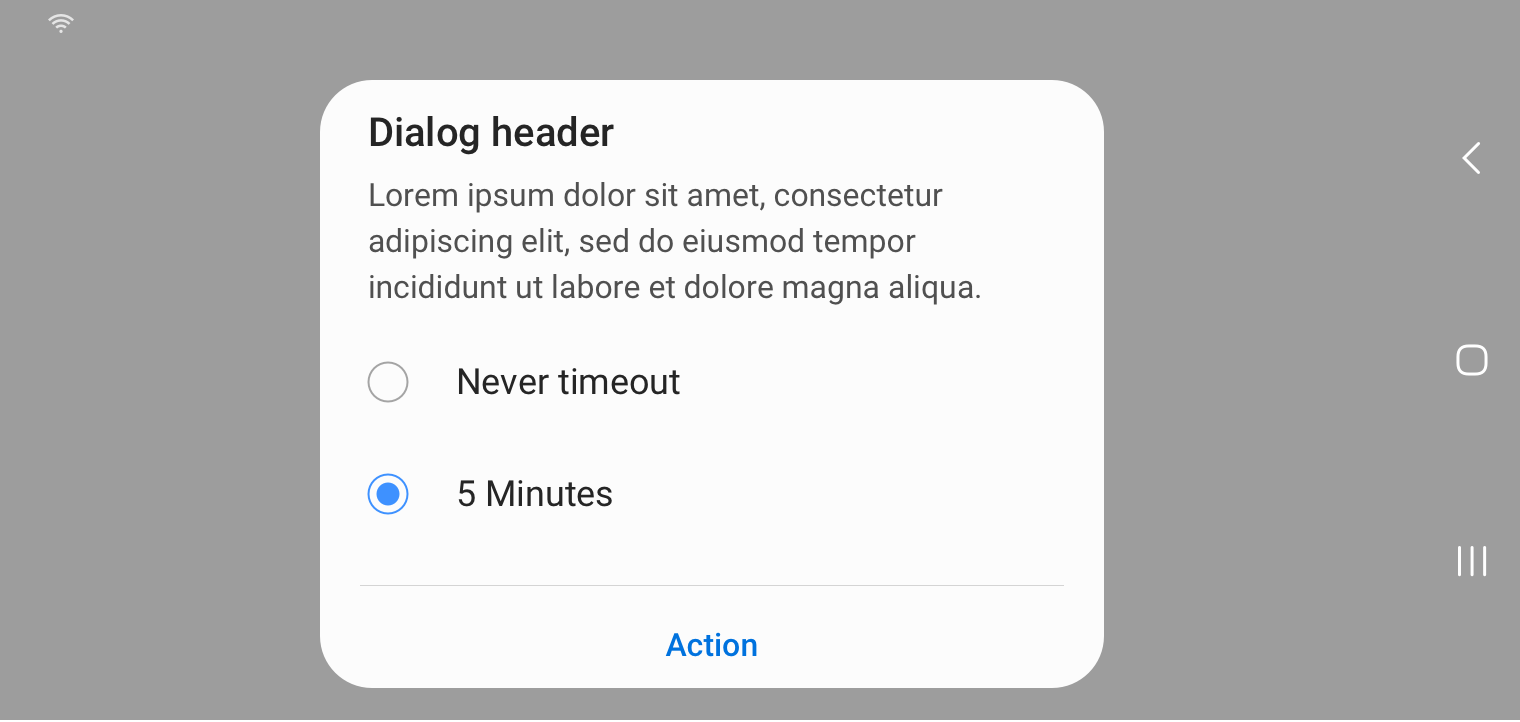 Dialog header
Lorem ipsum dolor sit amet, consectetur
adipiscing elit, sed do eiusmod tempor
incididunt ut labore et dolore magna aliqua.
Never timeout
5 Minutes
Action